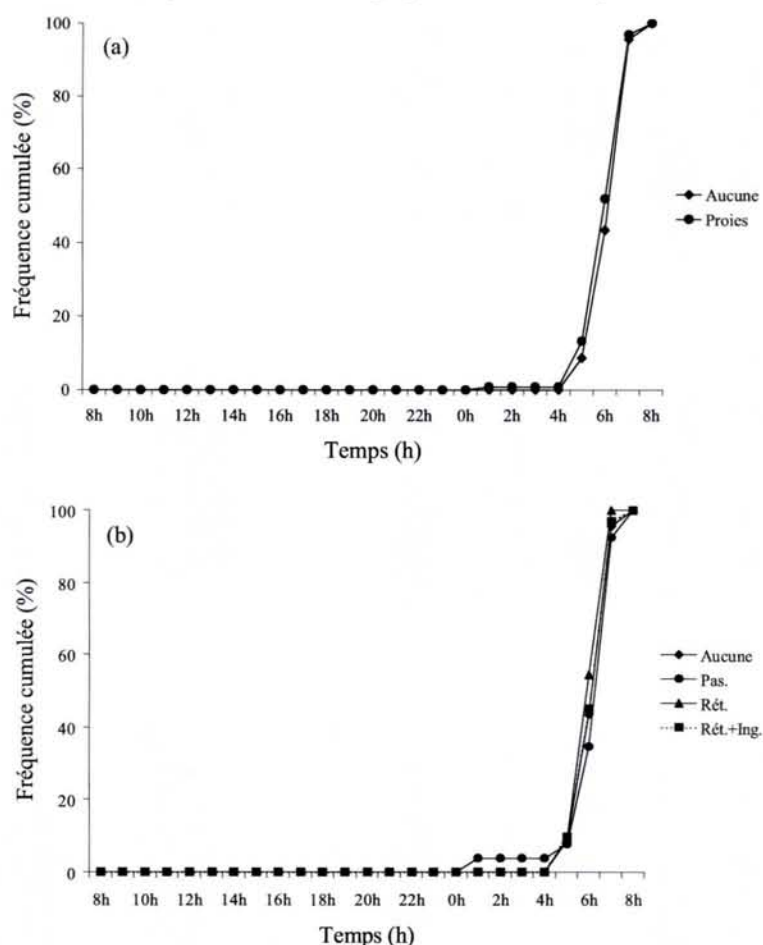 100
(a)
80
60
40
20
0
Fréquence cumulée (%)
Aucune
Proies
8h 10h 12h 14h 16h 18h 20h 22h 0h 2h 4h 6h 8h
Temps (h)
100
(b)
80
60
40
20
0
Fréquence cumulée (%)
Aucune
Pas.
Rét.
Rét.+Ing.
8h 10h 12h 14h 16h 18h 20h 22h 0h 2h 4h 6h 8h
Temps (h)